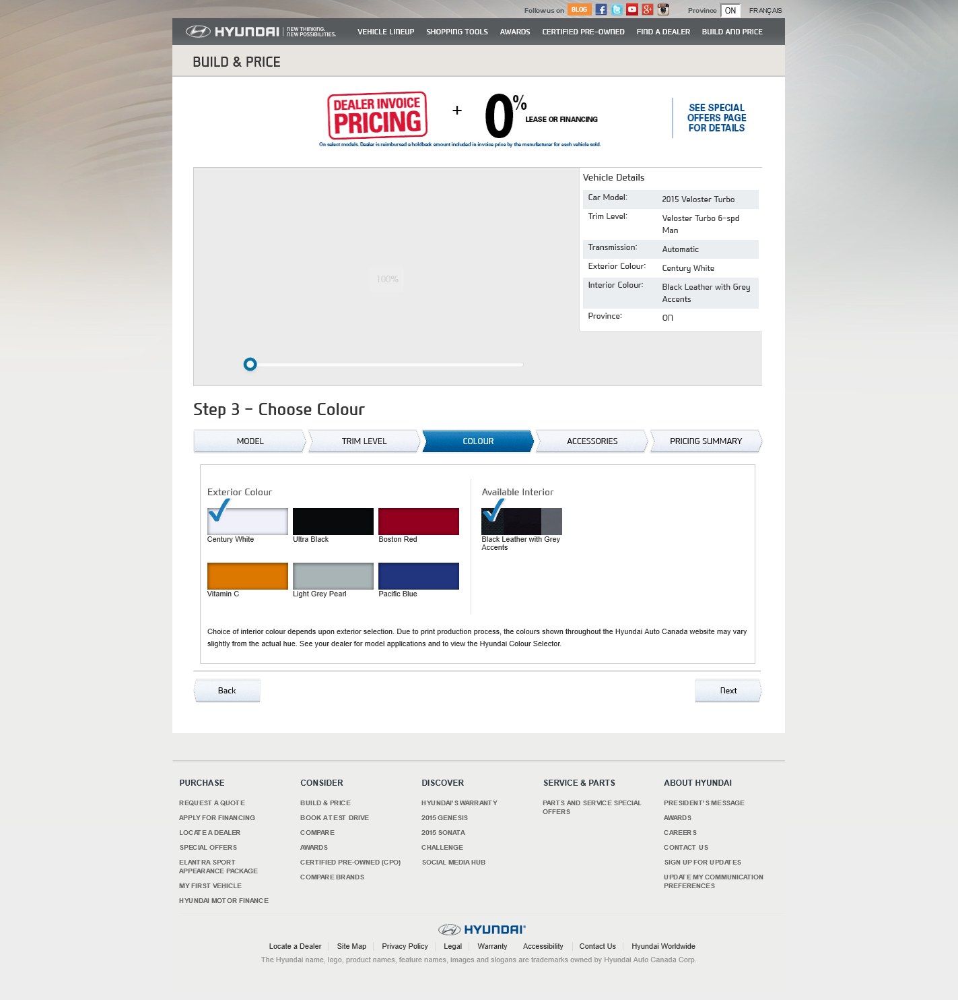 Follow us on BLOG Province ON FRANÇAIS
HYUNDAI NEW THINKING. NEW POSSIBILITIES. VEHICLE LINEUP SHOPPING TOOLS AWARDS CERTIFIED PRE-OWNED FIND A DEALER BUILD AND PRICE
BUILD & PRICE
DEALER INVOICE
PRICING
+
0%
LEASE OR FINANCING
On select models. Dealer is reimbursed a holdback amount included in invoice price by the manufacturer for each vehicle sold.
SEE SPECIAL
OFFERS PAGE
FOR DETAILS
100%
Vehicle Details
Car Model: 2015 Veloster Turbo
Trim Level: Veloster Turbo 6-spd
Man
Transmission: Automatic
Exterior Colour: Century White
Interior Colour: Black Leather with Grey
Accents
Province: ON
Step 3 - Choose Colour
MODEL TRIM LEVEL COLOUR ACCESSORIES PRICING SUMMARY
Exterior Colour
Century White Ultra Black Boston Red
Vitamin C Light Grey Pearl Pacific Blue
Available Interior
Black Leather with Grey
Accents
Choice of interior colour depends upon exterior selection. Due to print production process, the colours shown throughout the Hyundai Auto Canada website may vary
slightly from the actual hue. See your dealer for model applications and to view the Hyundai Colour Selector.
Back Next
PURCHASE
REQUEST A QUOTE
APPLY FOR FINANCING
LOCATE A DEALER
SPECIAL OFFERS
ELANTRA SPORT
APPEARANCE PACKAGE
MY FIRST VEHICLE
HYUNDAI MOTOR FINANCE
CONSIDER
BUILD & PRICE
BOOK A TEST DRIVE
COMPARE
AWARDS
CERTIFIED PRE-OWNED (CPO)
COMPARE BRANDS
DISCOVER
HYUNDAI'S WARRANTY
2015 GENESIS
2015 SONATA
CHALLENGE
SOCIAL MEDIA HUB
SERVICE & PARTS
PARTS AND SERVICE SPECIAL
OFFERS
ABOUT HYUNDAI
PRESIDENT'S MESSAGE
AWARDS
CAREERS
CONTACT US
SIGN UP FOR UPDATES
UPDATE MY COMMUNICATION
PREFERENCES
HYUNDAI
Locate a Dealer Site Map Privacy Policy Legal Warranty Accessibility Contact Us Hyundai Worldwide
The Hyundai name, logo, product names, feature names, images and slogans are trademarks owned by Hyundai Auto Canada Corp.